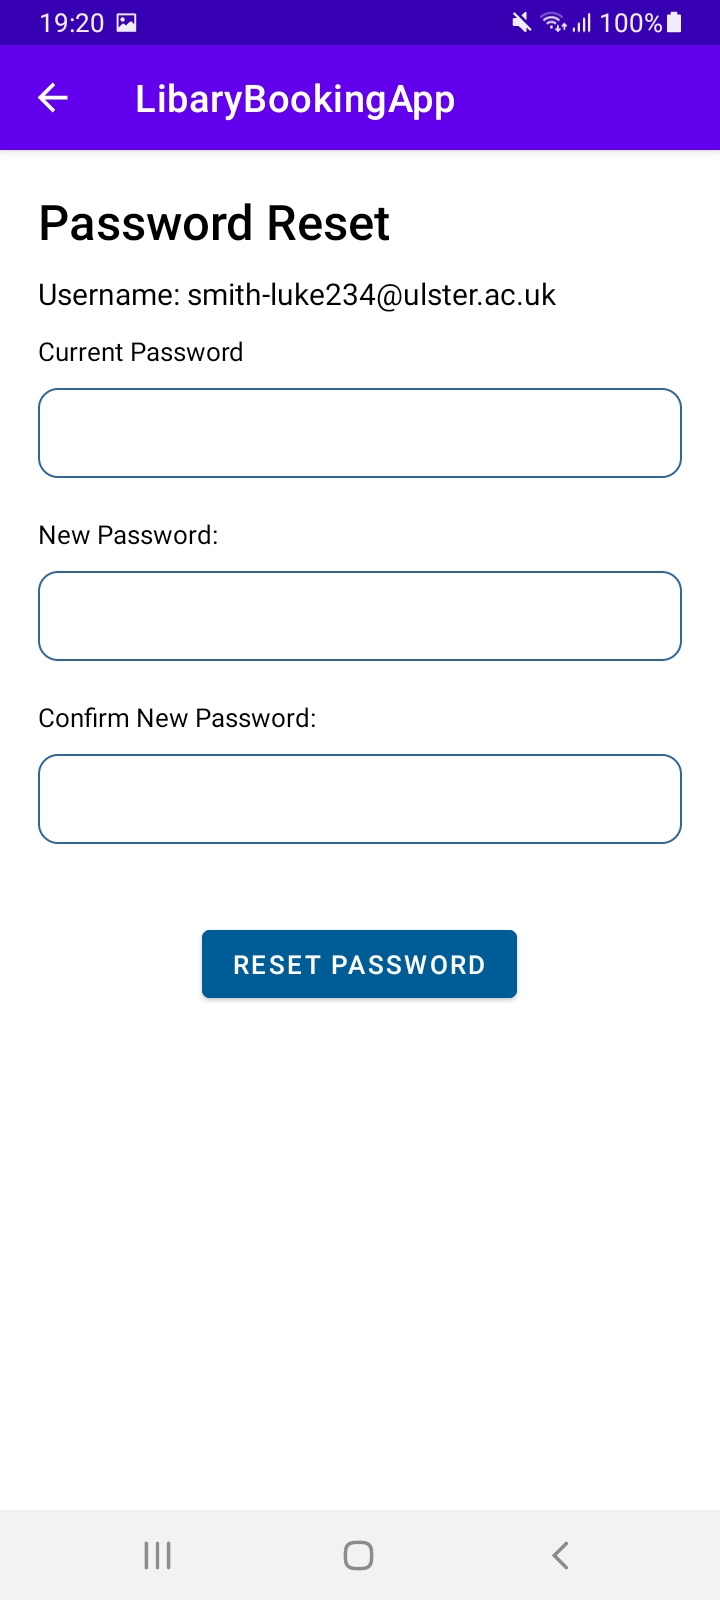 19:20 100%
LibaryBookingApp
Password Reset
Username: smith-luke234@ulster.ac.uk
Current Password
New Password:
Confirm New Password:
RESET PASSWORD